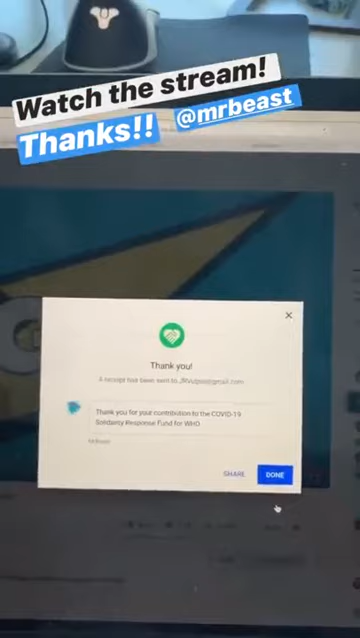 Watch the stream!
Thanks!! @mrbeast
Thank you!
Thank you for your contribution to the COVID-19
Solidarity Response Fund for WHO
SHARE DONE